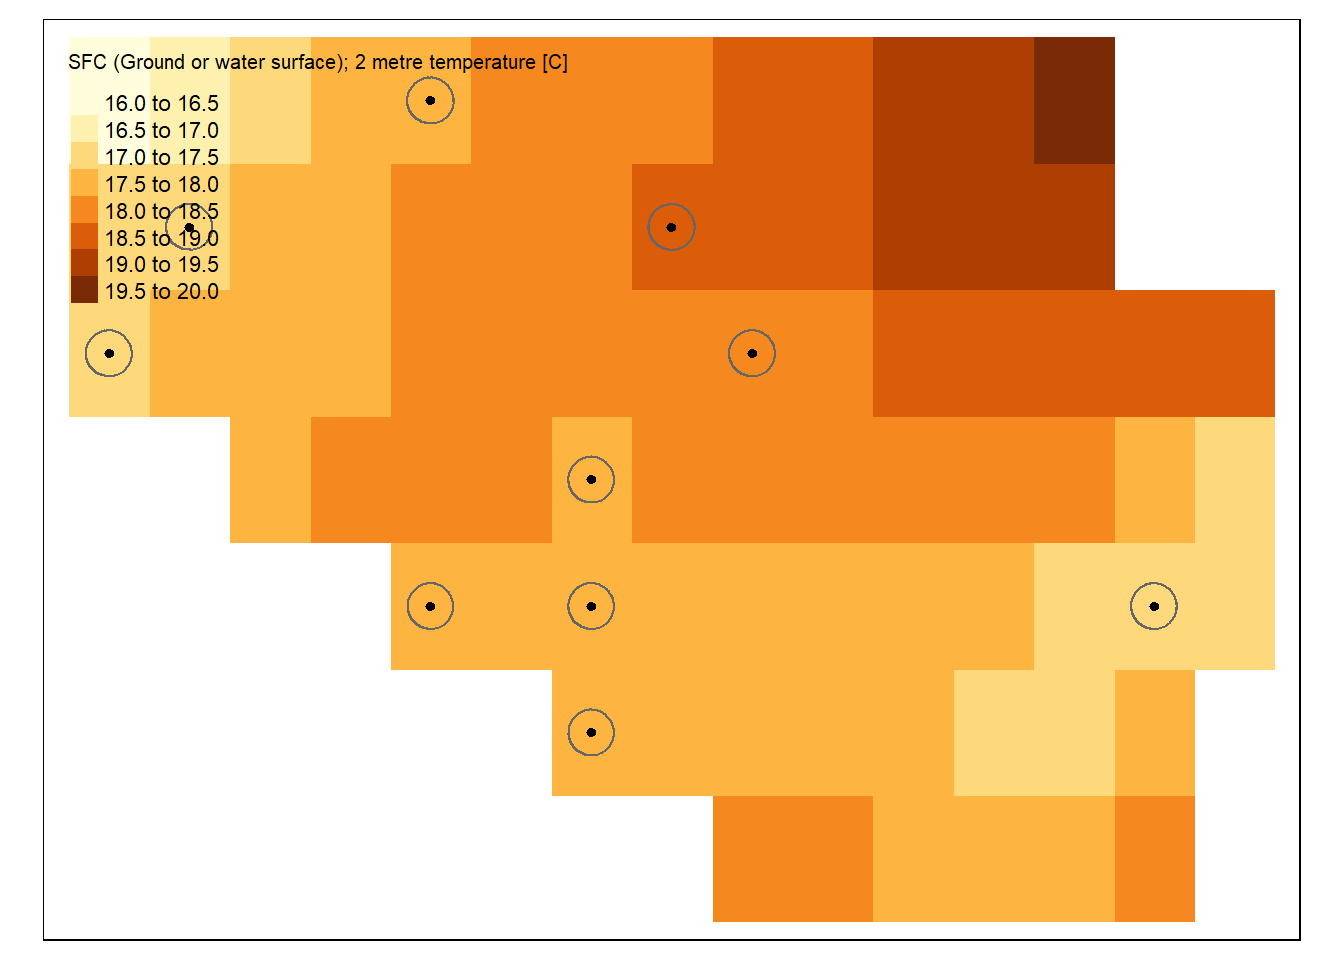 SFC (Ground or water surface); 2 metre temperature [C]
16.0 to 16.5
16.5 to 17.0
17.0 to 17.5
17.5 to 18.0
18.0 to 18.5
18.5 to 19.0
19.0 to 19.5
19.5 to 20.0